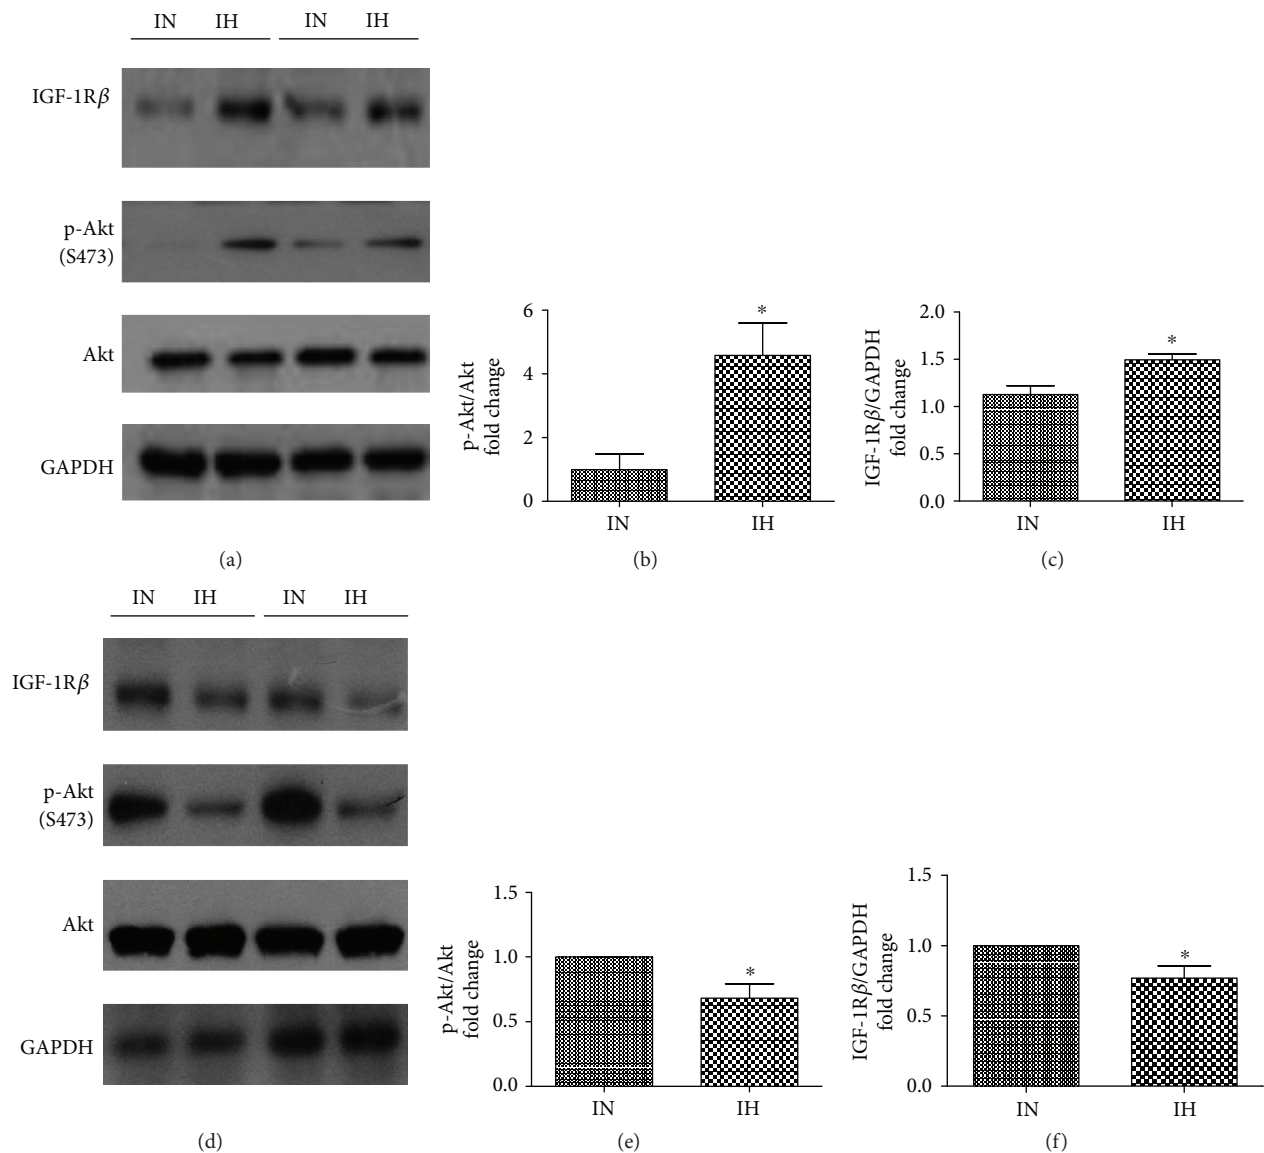 IN IH IN IH
IGF-1Rβ
p-Akt
(S473)
Akt
GAPDH
(a)
p-Akt/Akt
fold change
6
4
2
0
*
IN IH
(b)
IGF-1Rβ/GAPDH
fold change
2.0
1.5
1.0
0.5
0.0
*
IN IH
(c)
IN IH IN IH
IGF-1Rβ
p-Akt
(S473)
Akt
GAPDH
(d)
p-Akt/Akt
fold change
1.5
1.0
0.5
0.0
*
IN IH
(e)
IGF-1Rβ/GAPDH
fold change
1.5
1.0
0.5
0.0
*
IN IH
(f)